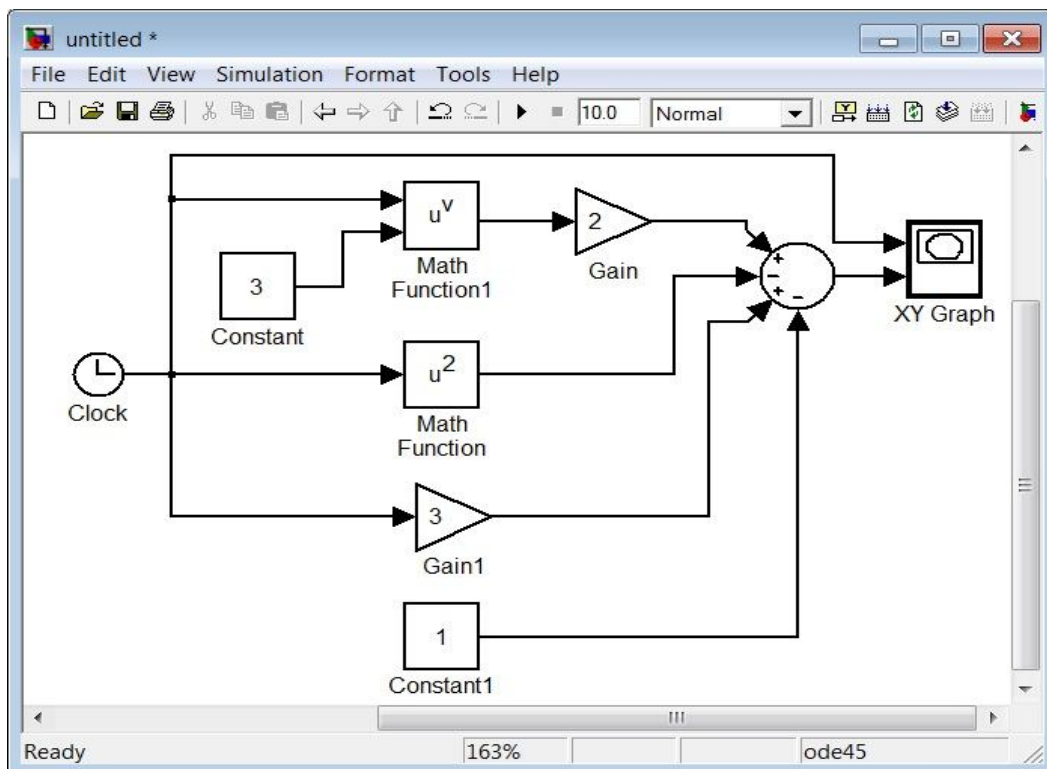 untitled *
File Edit View Simulation Format Tools Help
10.0 Normal
u^v
Math
Function1
2
Gain
3
Constant
+
-
+
-
XY Graph
Clock
u^2
Math
Function
3
Gain1
1
Constant1
Ready 163% ode45